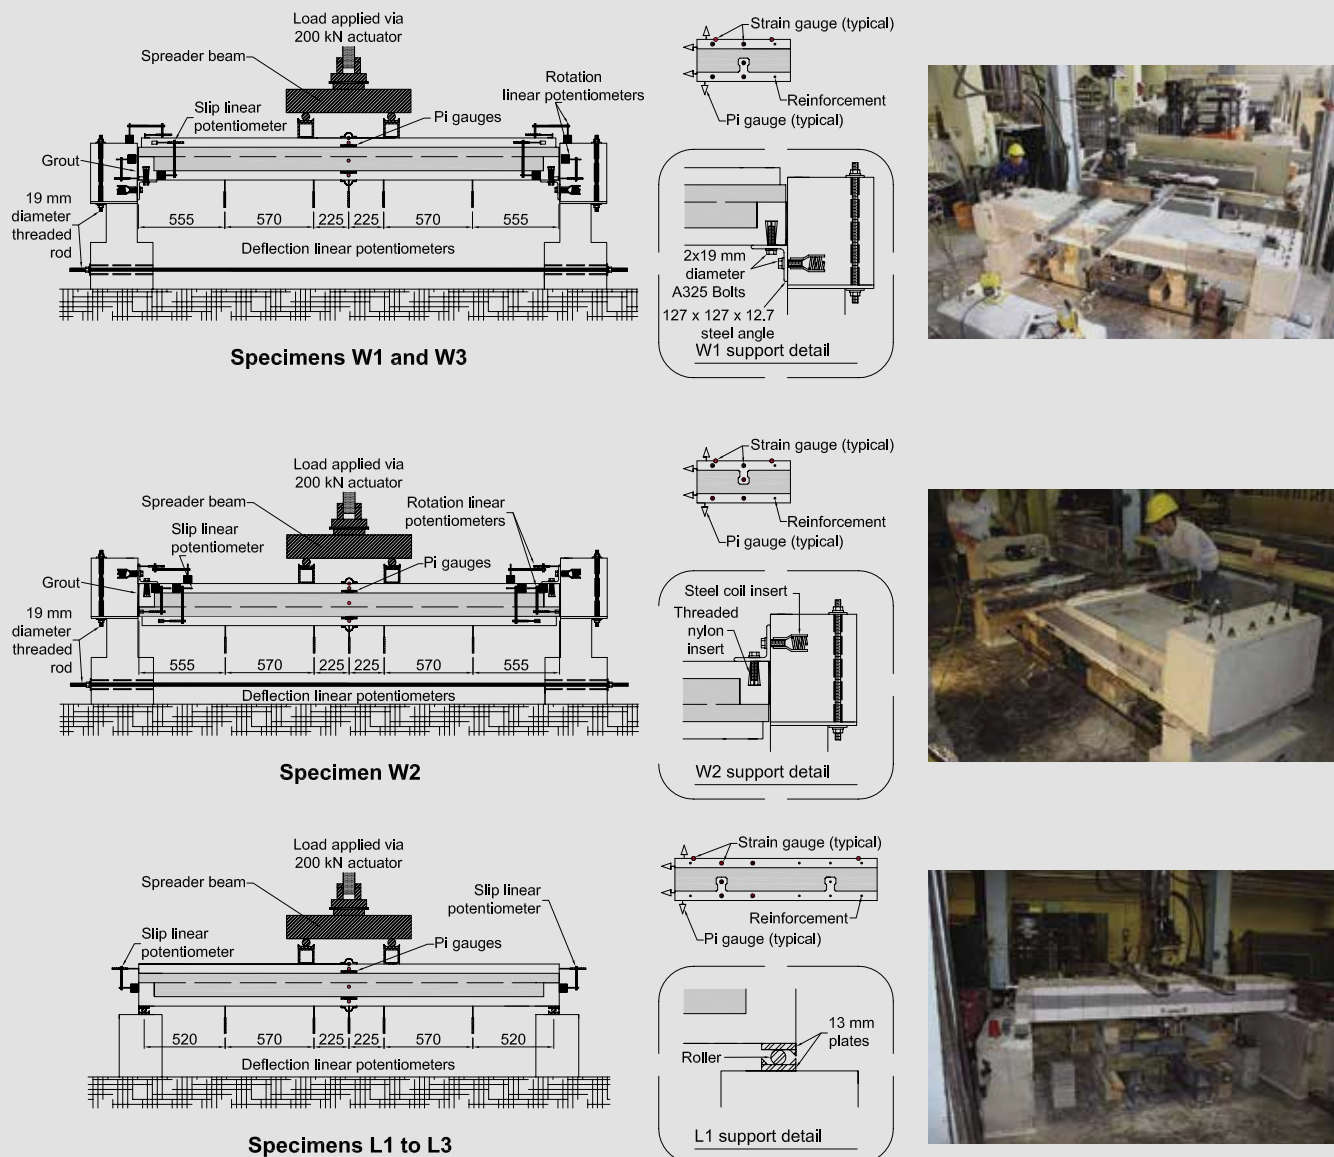 Load applied via
200 kN actuator
Spreader beam
Slip linear
potentiometer
Rotation
linear potentiometers
Pi gauges
Grout
19 mm
diameter
threaded
rod
555 570 225 225 570 555
Deflection linear potentiometers
Specimens W1 and W3
Strain gauge (typical)
Reinforcement
Pi gauge (typical)
2x19 mm
diameter
A325 Bolts
127 x 127 x 12.7
steel angle
W1 support detail
Load applied via
200 kN actuator
Spreader beam
Slip linear
potentiometer
Rotation linear
potentiometers
Pi gauges
Grout
19 mm
diameter
threaded
rod
555 570 225 225 570 555
Deflection linear potentiometers
Specimen W2
Strain gauge (typical)
Reinforcement
Pi gauge (typical)
Steel coil insert
Threaded
nylon
insert
W2 support detail
Load applied via
200 kN actuator
Spreader beam
Slip linear
potentiometer
Slip linear
potentiometer
Pi gauges
520 570 225 225 570 520
Deflection linear potentiometers
Specimens L1 to L3
Strain gauge (typical)
Reinforcement
Pi gauge (typical)
13 mm
plates
Roller
L1 support detail